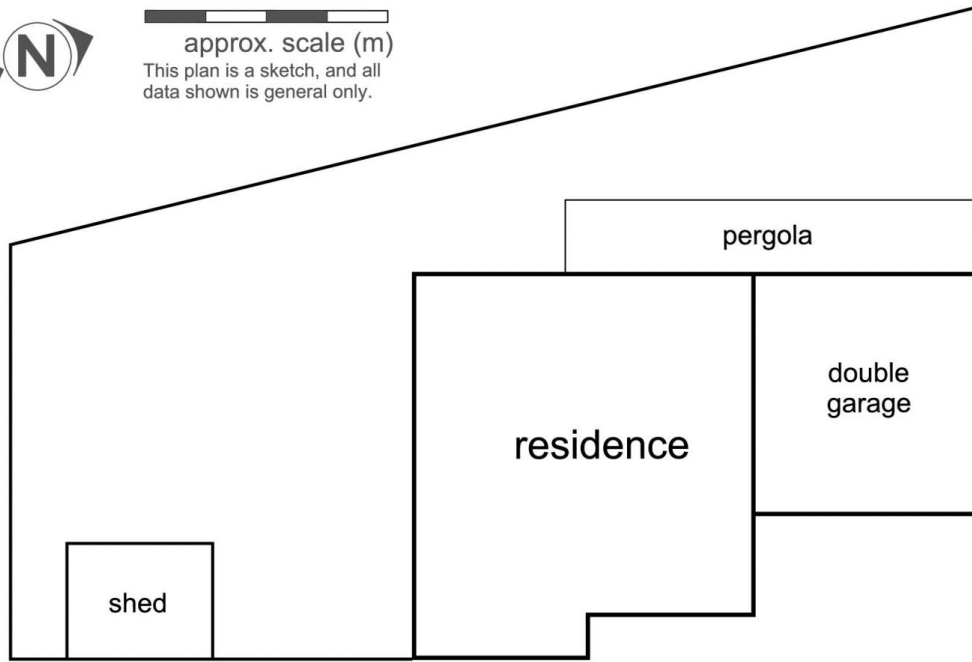 N
approx. scale (m)
This plan is a sketch, and all
data shown is general only.
pergola
double
garage
residence
shed